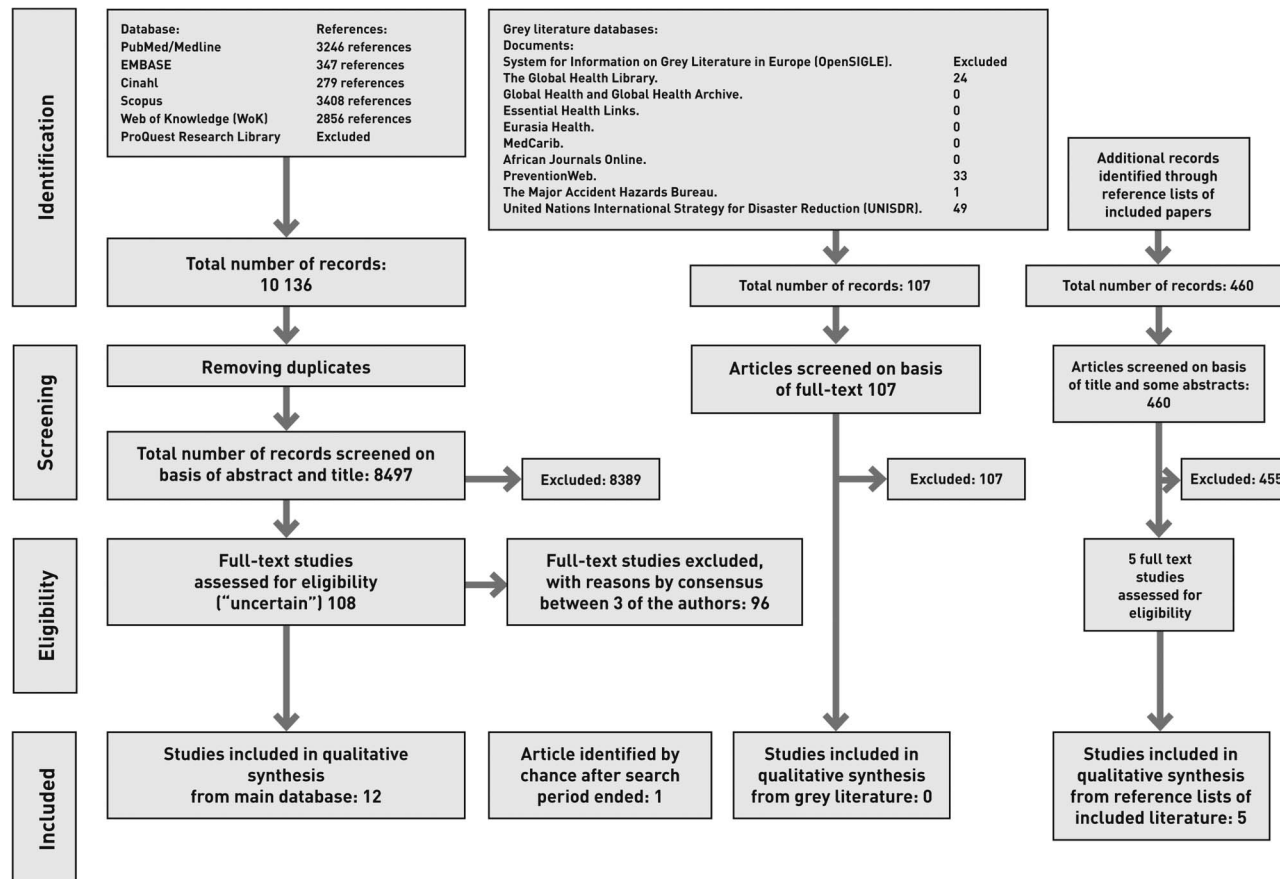 Identification
Database: References:
PubMed/Medline 3246 references
EMBASE 347 references
Cinahl 279 references
Scopus 3408 references
Web of Knowledge (WoK) 2856 references
ProQuest Research Library Excluded
Grey literature databases:
Documents:
System for Information on Grey Literature in Europe (OpenSIGLE). Excluded
The Global Health Library. 24
Global Health and Global Health Archive. 0
Essential Health Links. 0
Eurasia Health. 0
MedCarib. 0
African Journals Online. 0
PreventionWeb. 33
The Major Accident Hazards Bureau. 1
United Nations International Strategy for Disaster Reduction (UNISDR). 49
Additional records
identified through
reference lists of
included papers
Total number of records:
10 136
Total number of records: 107
Total number of records: 460
Screening
Removing duplicates
Articles screened on basis
of full-text 107
Articles screened on basis
of title and some abstracts:
460
Total number of records screened on
basis of abstract and title: 8497
Excluded: 8389
Excluded: 107
Excluded: 455
Eligibility
Full-text studies
assessed for eligibility
(“uncertain”) 108
Full-text studies excluded,
with reasons by consensus
between 3 of the authors: 96
5 full text
studies
assessed for
eligibility
Included
Studies included in qualitative
synthesis
from main database: 12
Article identified by
chance after search
period ended: 1
Studies included in
qualitative synthesis
from grey literature: 0
Studies included in
qualitative synthesis
from reference lists of
included literature: 5